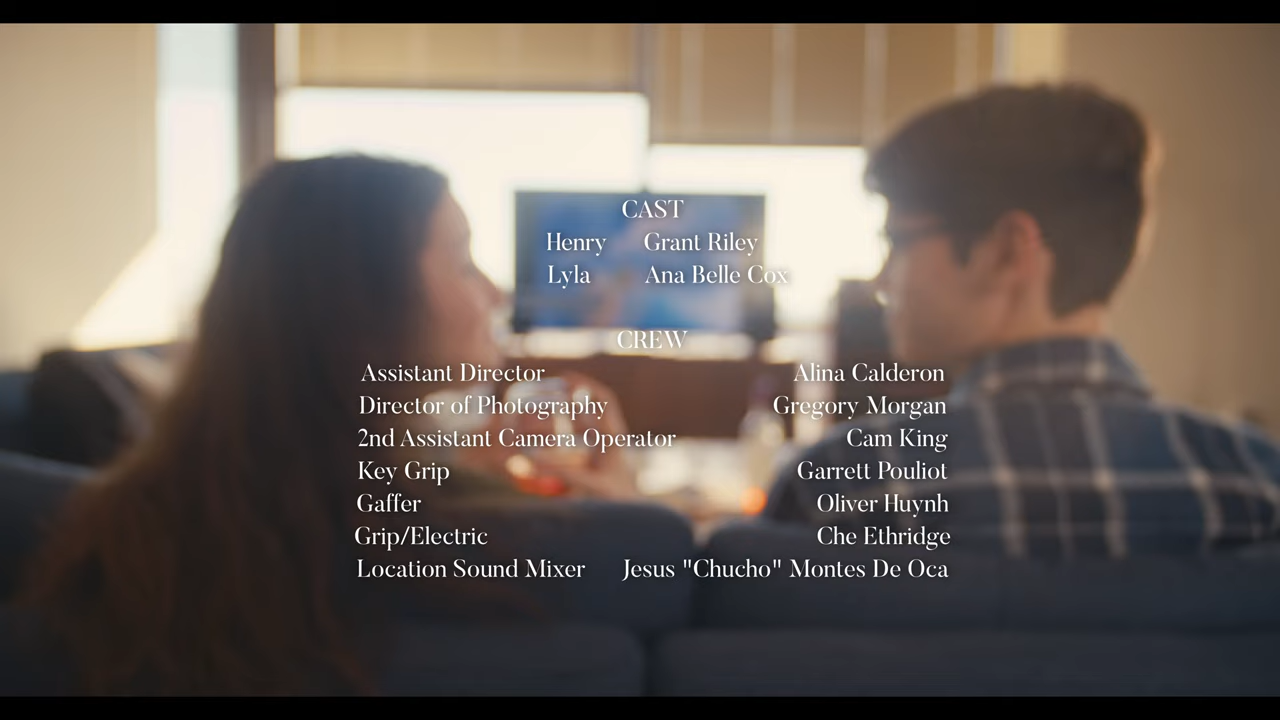 CAST
Henry Grant Riley
Lyla Ana Belle Cox
CREW
Assistant Director Alina Calderon
Director of Photography Gregory Morgan
2nd Assistant Camera Operator Cam King
Key Grip Garrett Pouliot
Gaffer Oliver Huynh
Grip/Electric Che Ethridge
Location Sound Mixer Jesus "Chucho" Montes De Oca